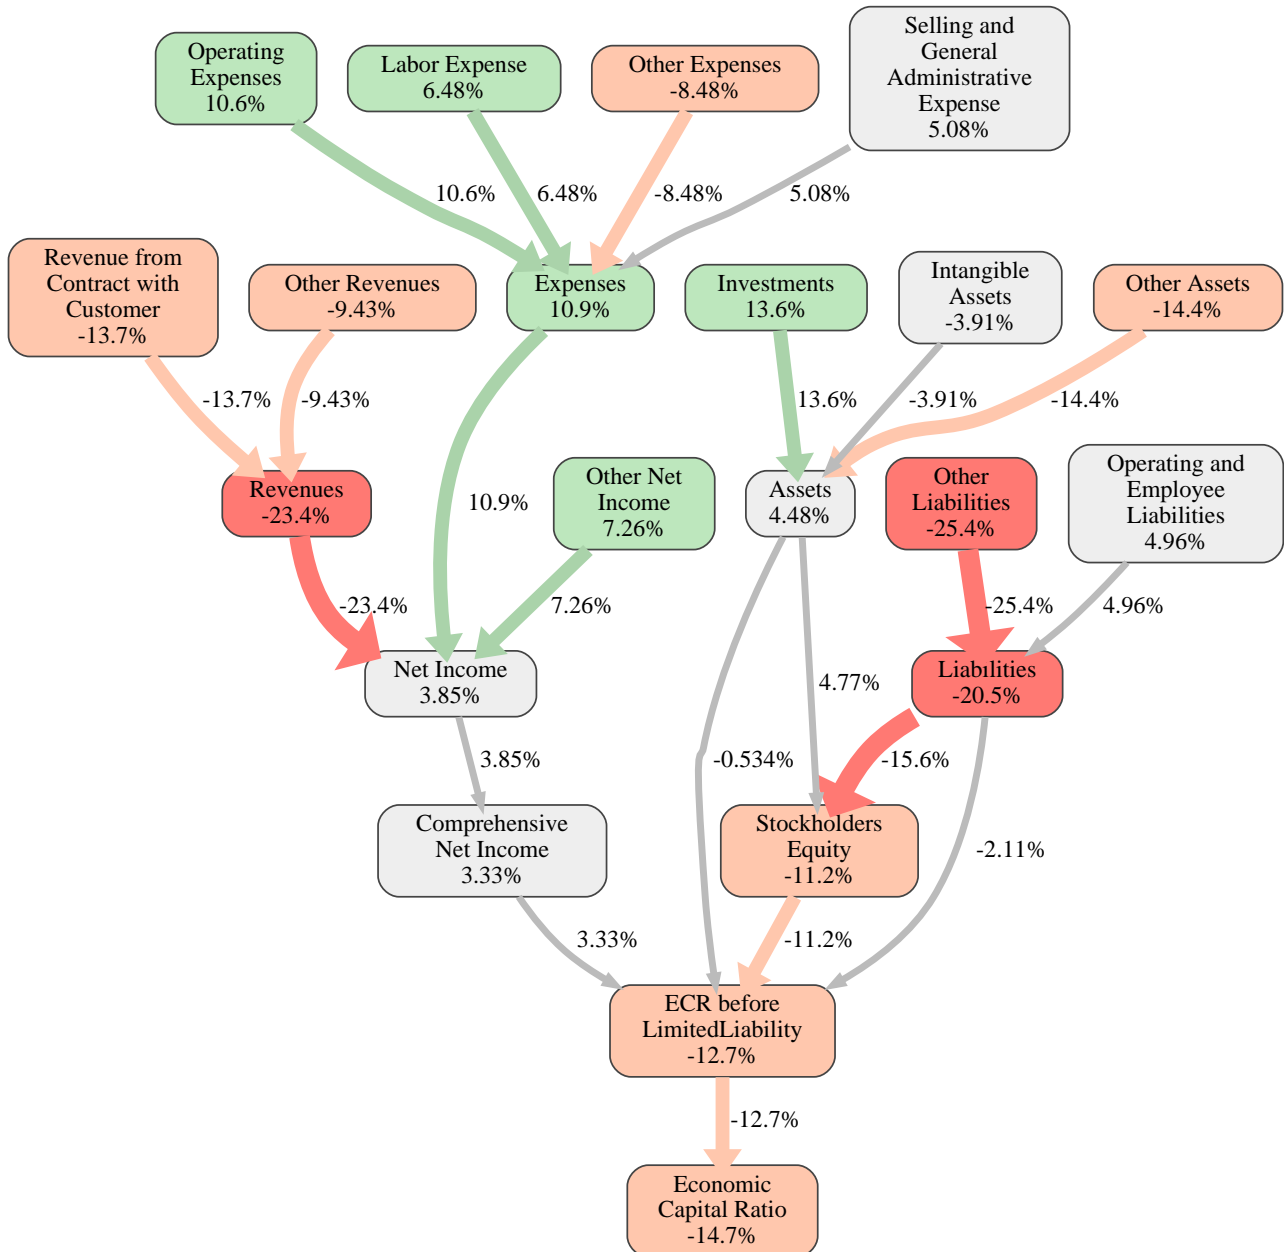 Operating
Expenses
10.6%
Labor Expense
6.48%
Other Expenses
-8.48%
Selling and
General
Administrative
Expense
5.08%
10.6%
6.48%
-8.48%
5.08%
Revenue from
Contract with
Customer
-13.7%
Other Revenues
-9.43%
Expenses
10.9%
Investments
13.6%
Intangible
Assets
-3.91%
Other Assets
-14.4%
-13.7%
-9.43%
13.6%
-3.91%
-14.4%
Revenues
-23.4%
10.9%
Other Net
Income
7.26%
Assets
4.48%
Other
Liabilities
-25.4%
Operating and
Employee
Liabilities
4.96%
-23.4%
7.26%
-25.4%
4.96%
Net Income
3.85%
4.77%
Liabilities
-20.5%
3.85%
-0.534%
-15.6%
Comprehensive
Net Income
3.33%
Stockholders
Equity
-11.2%
-2.11%
3.33%
-11.2%
ECR before
LimitedLiability
-12.7%
-12.7%
Economic
Capital Ratio
-14.7%